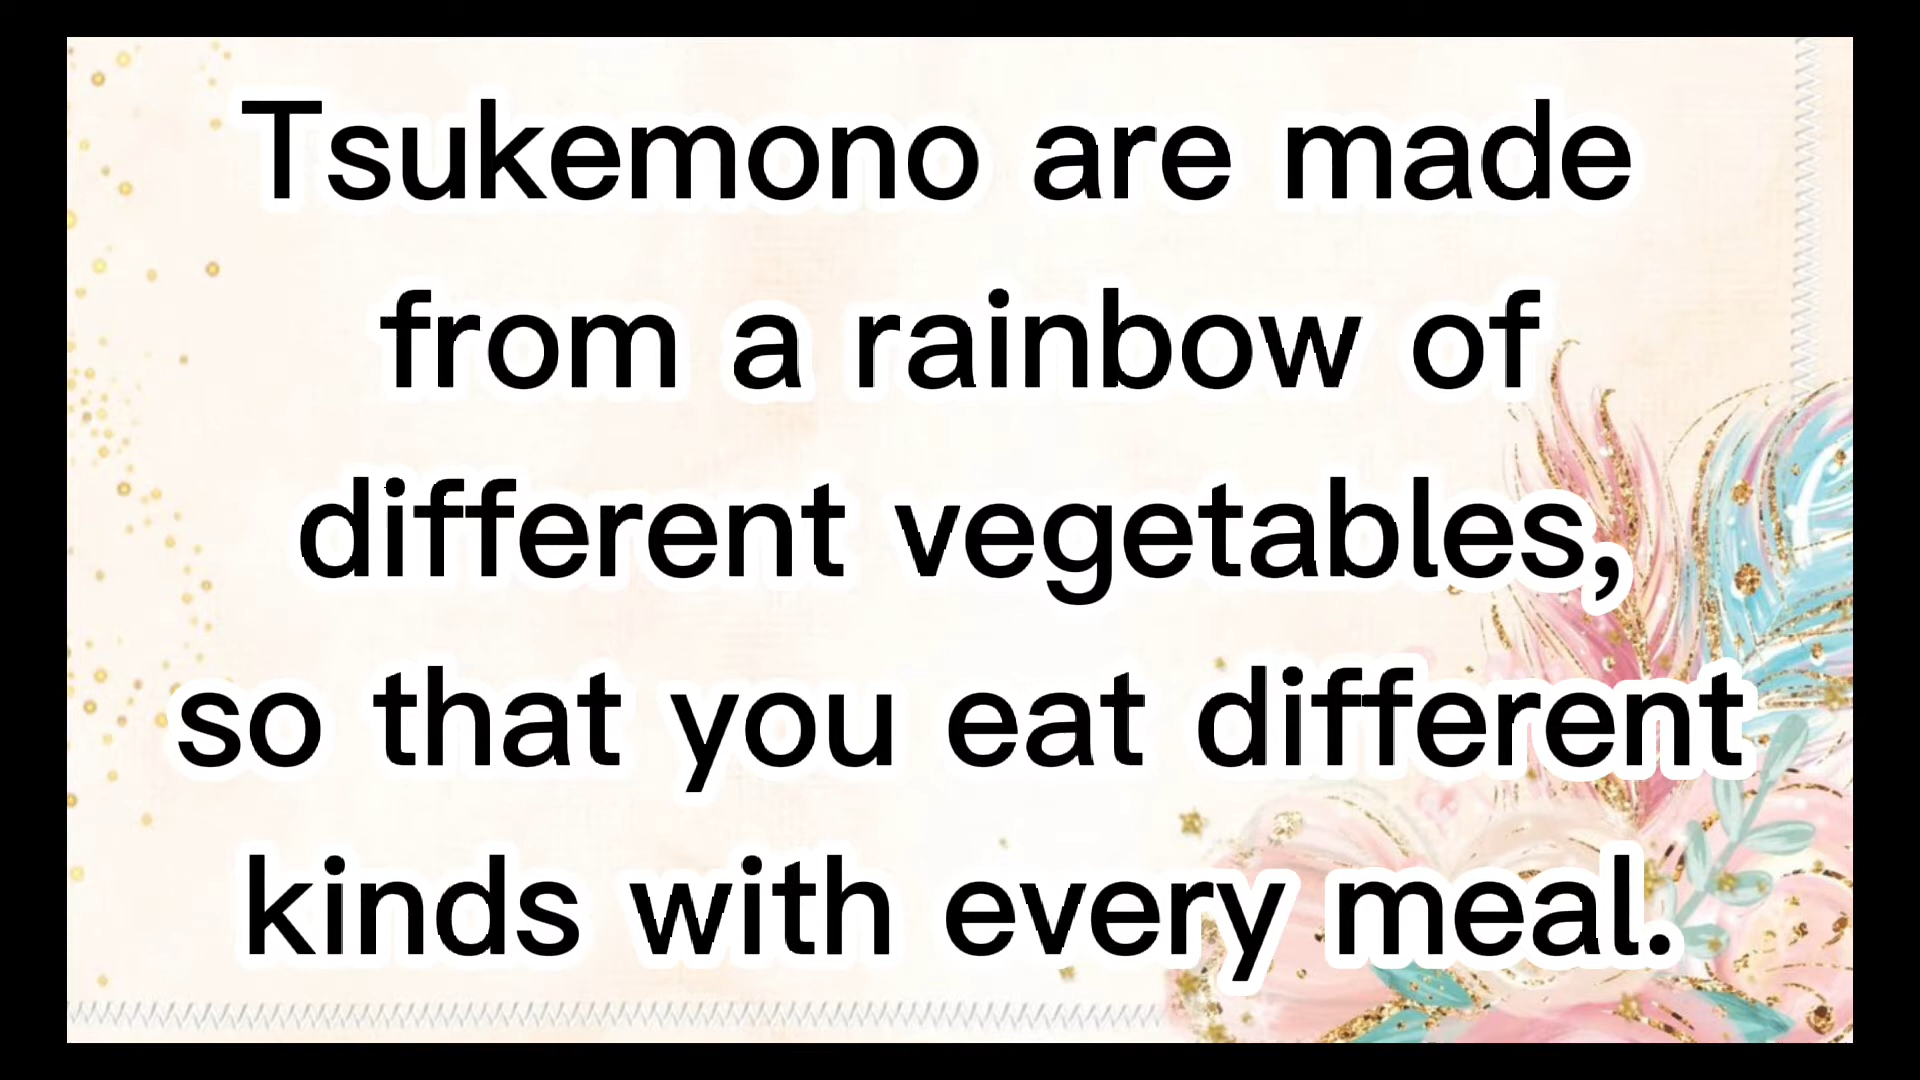 Tsukemono are made
from a rainbow of
different vegetables,
so that you eat different
kinds with every meal.